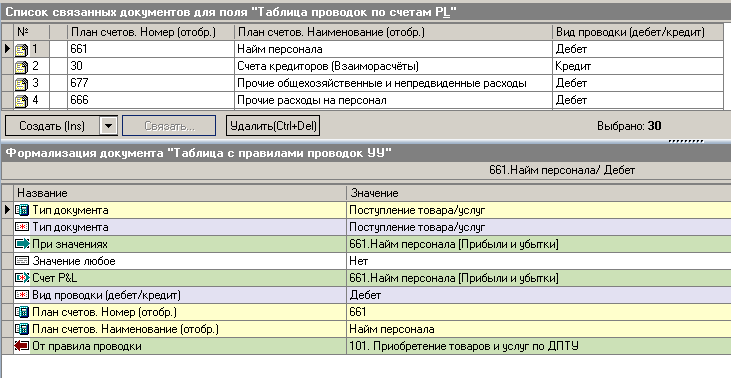 Список связанных документов для поля "Таблица проводок по счетам PL"
№ План счетов. Номер (отобр.) План счетов. Наименование (отобр.) Вид проводки (дебет/кредит)
1 661 Найм персонала Дебет
2 30 Счета кредиторов (Взаиморасчёты) Кредит
3 677 Прочие общехозяйственные и непредвиденные расходы Дебет
4 666 Прочие расходы на персонал Дебет
Создать (Ins) Связать... Удалить(Ctrl+Del) Выбрано: 30
Формализация документа "Таблица с правилами проводок УУ"
661.Найм персонала/ Дебет
Название Значение
Тип документа Поступление товара/услуг
Тип документа Поступление товара/услуг
При значениях 661.Найм персонала [Прибыли и убытки]
Значение любое Нет
Счет P&L 661.Найм персонала [Прибыли и убытки]
Вид проводки (дебет/кредит) Дебет
План счетов. Номер (отобр.) 661
План счетов. Наименование (отобр.) Найм персонала
От правила проводки 101. Приобретение товаров и услуг по ДПТУ